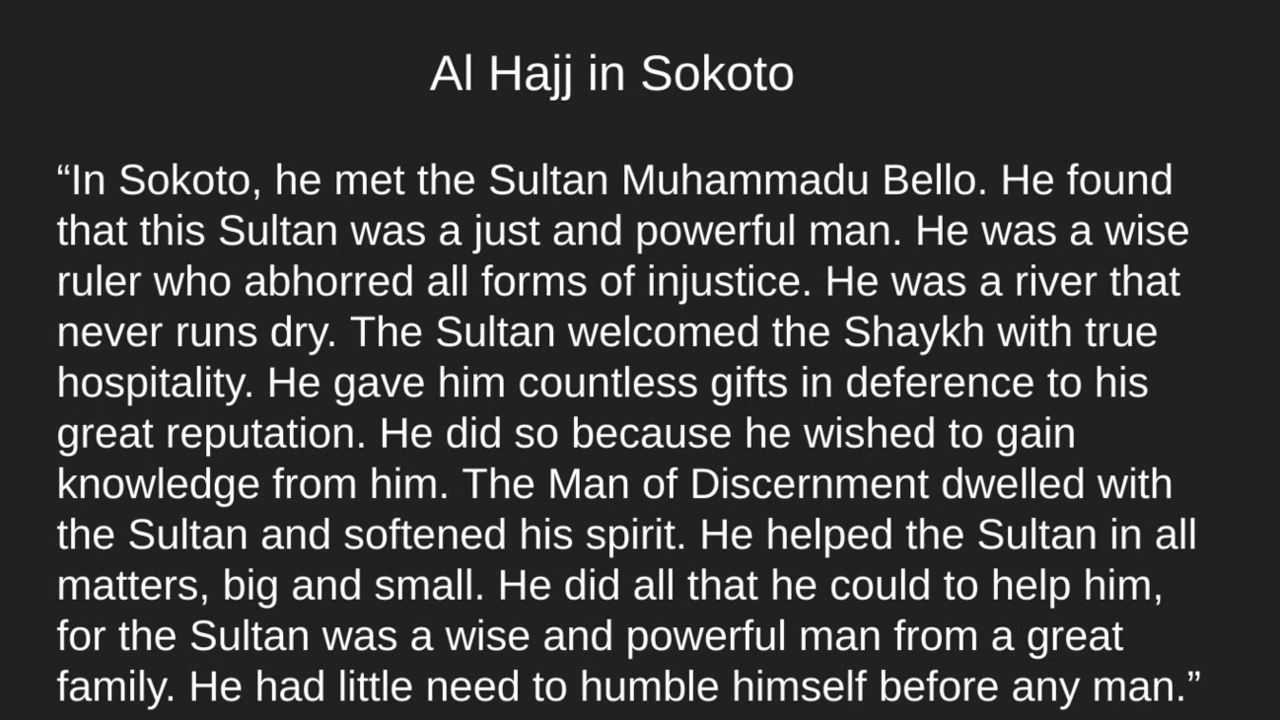 Al Hajj in Sokoto
“In Sokoto, he met the Sultan Muhammadu Bello. He found
that this Sultan was a just and powerful man. He was a wise
ruler who abhorred all forms of injustice. He was a river that
never runs dry. The Sultan welcomed the Shaykh with true
hospitality. He gave him countless gifts in deference to his
great reputation. He did so because he wished to gain
knowledge from him. The Man of Discernment dwelled with
the Sultan and softened his spirit. He helped the Sultan in all
matters, big and small. He did all that he could to help him,
for the Sultan was a wise and powerful man from a great
family. He had little need to humble himself before any man.”